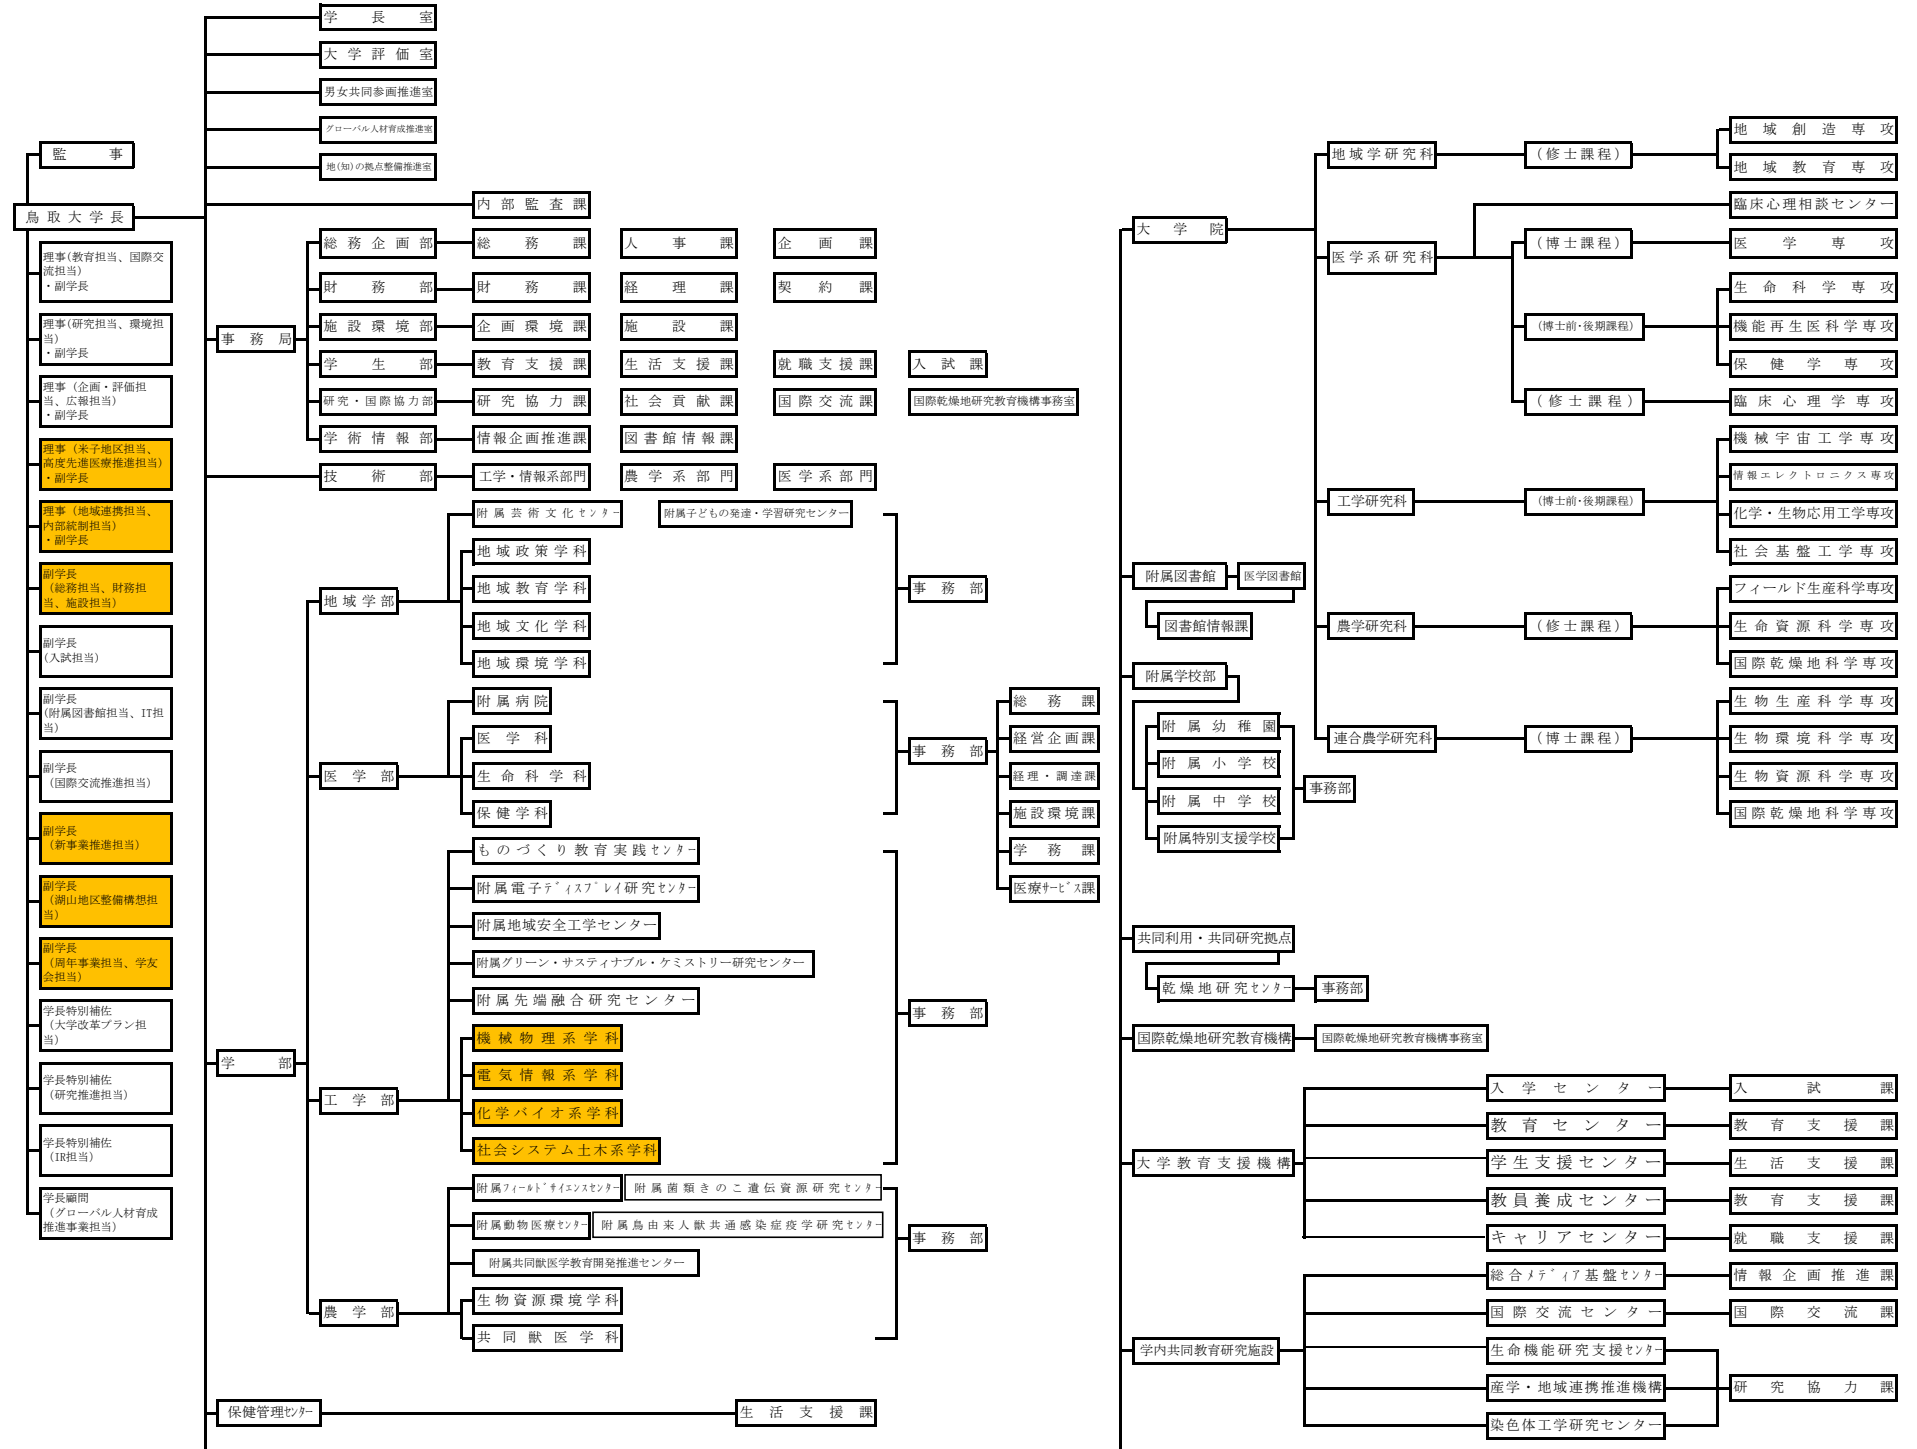 学長室
大学評価室
男女共同参画推進室
グローバル人材育成推進室
地(知)の拠点整備推進室
監事
鳥取大学長
理事(教育担当、国際交
流担当)
・副学長
理事(研究担当、環境担
当)
・副学長
理事（企画・評価担
当、広報担当）
・副学長
理事（米子地区担当、
高度先進医療推進担当）
・副学長
理事（地域連携担当、
内部統制担当）
・副学長
副学長
（総務担当、財務担
当、施設担当）
副学長
(入試担当)
副学長
(附属図書館担当、IT担
当)
副学長
（国際交流推進担当）
副学長
（新事業推進担当）
副学長
（湖山地区整備構想担
当）
副学長
（周年事業担当、学友
会担当）
学長特別補佐
（大学改革プラン担
当）
学長特別補佐
（研究推進担当）
学長特別補佐
（IR担当）
学長顧問
（グローバル人材育成
推進事業担当）
内部監査課
事務局
総務企画部
総務課
人事課
企画課
財務部
財務課
経理課
契約課
施設環境部
企画環境課
施設課
学生部
教育支援課
生活支援課
就職支援課
入試課
研究・国際協力部
研究協力課
社会貢献課
国際交流課
国際乾燥地研究教育機構事務室
学術情報部
情報企画推進課
図書館情報課
技術部
工学・情報系部門
農学系部門
医学系部門
学部
地域学部
附属芸術文化センター
附属子どもの発達・学習研究センター
地域政策学科
地域教育学科
地域文化学科
地域環境学科
事務部
医学部
附属病院
医学科
生命科学科
保健学科
事務部
総務課
経営企画課
経理・調達課
施設環境課
学務課
医療サービス課
工学部
ものづくり教育実践センター
附属電子ディスプレイ研究センター
附属地域安全工学センター
附属グリーン・サスティナブル・ケミストリー研究センター
附属先端融合研究センター
機械物理系学科
電気情報系学科
化学バイオ系学科
社会システム土木系学科
事務部
農学部
附属フィールドサイエンスセンター
附属菌類きのこ遺伝資源研究センター
附属動物医療センター
附属鳥由来人獣共通感染症疫学研究センター
附属共同獣医学教育開発推進センター
生物資源環境学科
共同獣医学科
事務部
保健管理センター
生活支援課
大学院
地域学研究科
（修士課程）
地域創造専攻
地域教育専攻
医学系研究科
臨床心理相談センター
（博士課程）
医学専攻
(博士前・後期課程)
生命科学専攻
機能再生医科学専攻
保健学専攻
（修士課程）
臨床心理学専攻
工学研究科
(博士前・後期課程)
機械宇宙工学専攻
情報エレクトロニクス専攻
化学・生物応用工学専攻
社会基盤工学専攻
農学研究科
（修士課程）
フィールド生産科学専攻
生命資源科学専攻
国際乾燥地科学専攻
連合農学研究科
（博士課程）
生物生産科学専攻
生物環境科学専攻
生物資源科学専攻
国際乾燥地科学専攻
附属図書館
医学図書館
図書館情報課
附属学校部
附属幼稚園
附属小学校
附属中学校
附属特別支援学校
事務部
共同利用・共同研究拠点
乾燥地研究センター
事務部
国際乾燥地研究教育機構
国際乾燥地研究教育機構事務室
大学教育支援機構
入学センター
入試課
教育センター
教育支援課
学生支援センター
生活支援課
教員養成センター
教育支援課
キャリアセンター
就職支援課
学内共同教育研究施設
総合メディア基盤センター
情報企画推進課
国際交流センター
国際交流課
生命機能研究支援センター
産学・地域連携推進機構
染色体工学研究センター
研究協力課